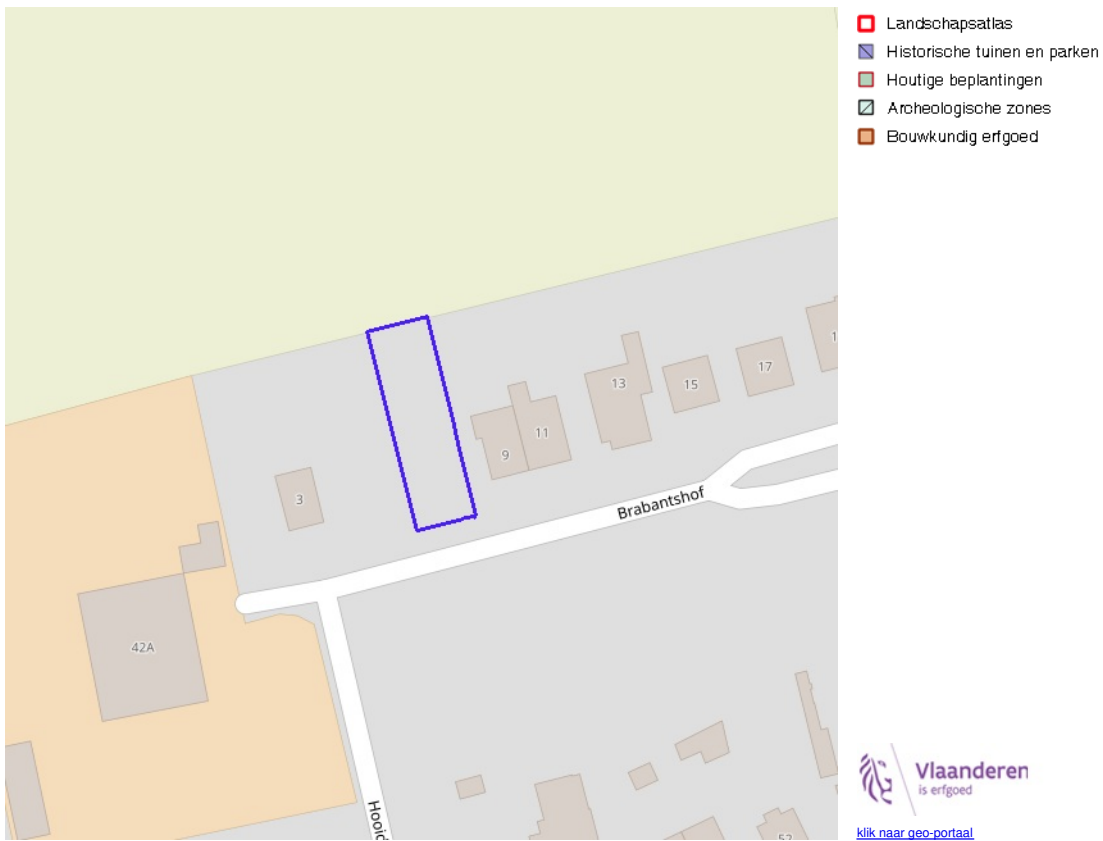 Landschapsatlas
Historische tuinen en parken
Houtige beplantingen
Archeologische zones
Bouwkundig erfgoed
13
15
17
11
9
3
Brabantshof
42A
Vlaanderen
is erfgoed
klik naar geo-portaal